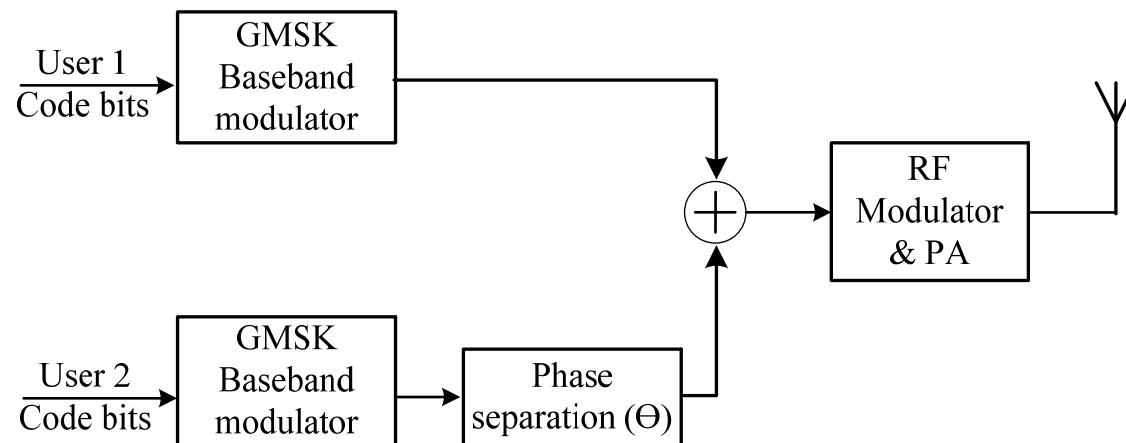 User 1
Code bits
GMSK
Baseband
modulator
RF
Modulator
& PA
User 2
Code bits
GMSK
Baseband
modulator
Phase
separation (Θ)